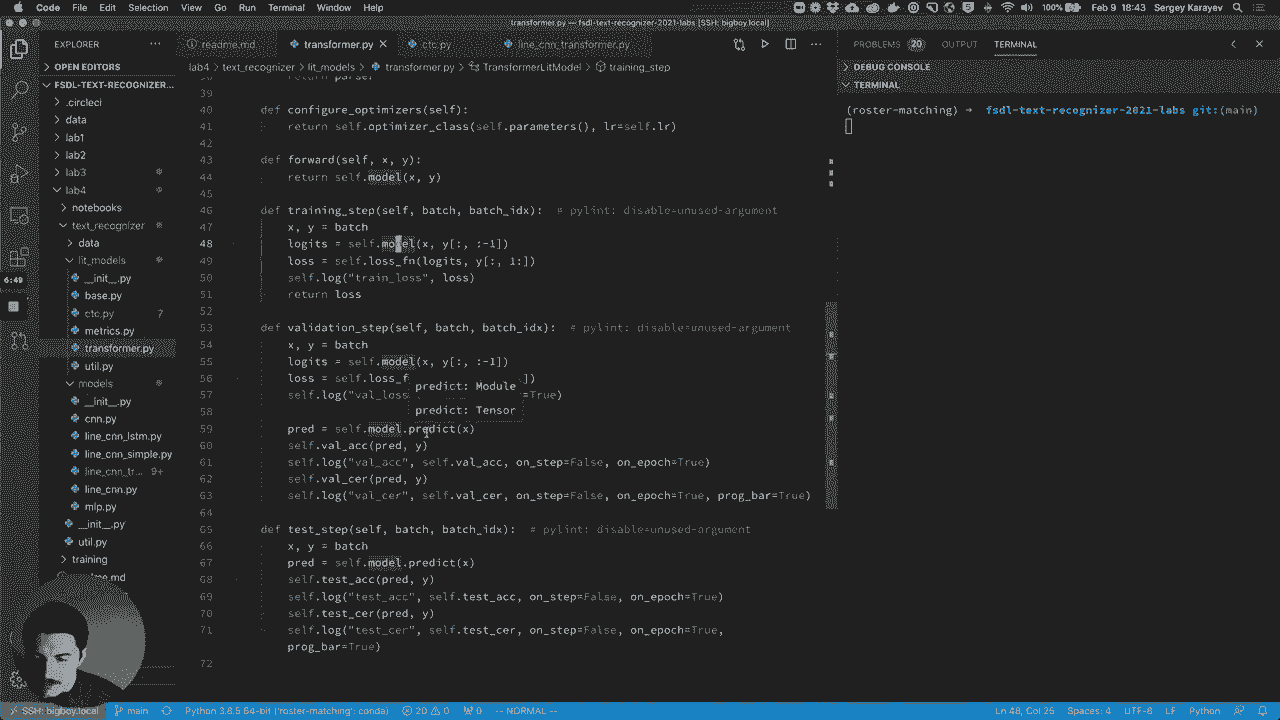 Code File Edit Selection View Go Run Terminal Window Help
100% Feb 9 18:43 Sergey Karayev
transformer.py — fsdl-text-recognizer-2021-labs [SSH: bigboy.local]
EXPLORER
readme.md transformer.py ctc.py line_cnn_transformer.py
PROBLEMS 20 OUTPUT TERMINAL
OPEN EDITORS
lab4 > text_recognizer > lit_models > transformer.py > TransformerLitModel > training_step
DEBUG CONSOLE
FSDL-TEXT-RECOGNIZER...
TERMINAL
.circleci
data
lab1
lab2
lab3
lab4
notebooks
text_recognizer
data
lit_models
__init__.py
base.py
ctc.py 7
metrics.py
transformer.py
util.py
models
__init__.py
cnn.py
line_cnn_lstm.py
line_cnn_simple.py
line_cnn_tr... 9+
line_cnn.py
mlp.py
__init__.py
util.py
training
6:49
39
40 def configure_optimizers(self):
41 return self.optimizer_class(self.parameters(), lr=self.lr)
42
43 def forward(self, x, y):
44 return self.model(x, y)
45
46 def training_step(self, batch, batch_idx): # pylint: disable=unused-argument
47 x, y = batch
48 logits = self.model(x, y[:, :-1])
49 loss = self.loss_fn(logits, y[:, 1:])
50 self.log("train_loss", loss)
51 return loss
52
53 def validation_step(self, batch, batch_idx): # pylint: disable=unused-argument
54 x, y = batch
55 logits = self.model(x, y[:, :-1])
56 loss = self.loss_f ])
predict: Module
57 self.log("val_loss =True)
predict: Tensor
58
59 pred = self.model.predict(x)
60 self.val_acc(pred, y)
61 self.log("val_acc", self.val_acc, on_step=False, on_epoch=True)
62 self.val_cer(pred, y)
63 self.log("val_cer", self.val_cer, on_step=False, on_epoch=True, prog_bar=True)
64
65 def test_step(self, batch, batch_idx): # pylint: disable=unused-argument
66 x, y = batch
67 pred = self.model.predict(x)
68 self.test_acc(pred, y)
69 self.log("test_acc", self.test_acc, on_step=False, on_epoch=True)
70 self.test_cer(pred, y)
71 self.log("test_cer", self.test_cer, on_step=False, on_epoch=True,
prog_bar=True)
72
(roster-matching) → fsdl-text-recognizer-2021-labs git:(main)
SSH: bigboy.local main Python 3.8.5 64-bit ('roster-matching': conda) 20 0 0 -- NORMAL -- Ln 48, Col 26 Spaces: 4 UTF-8 LF Python